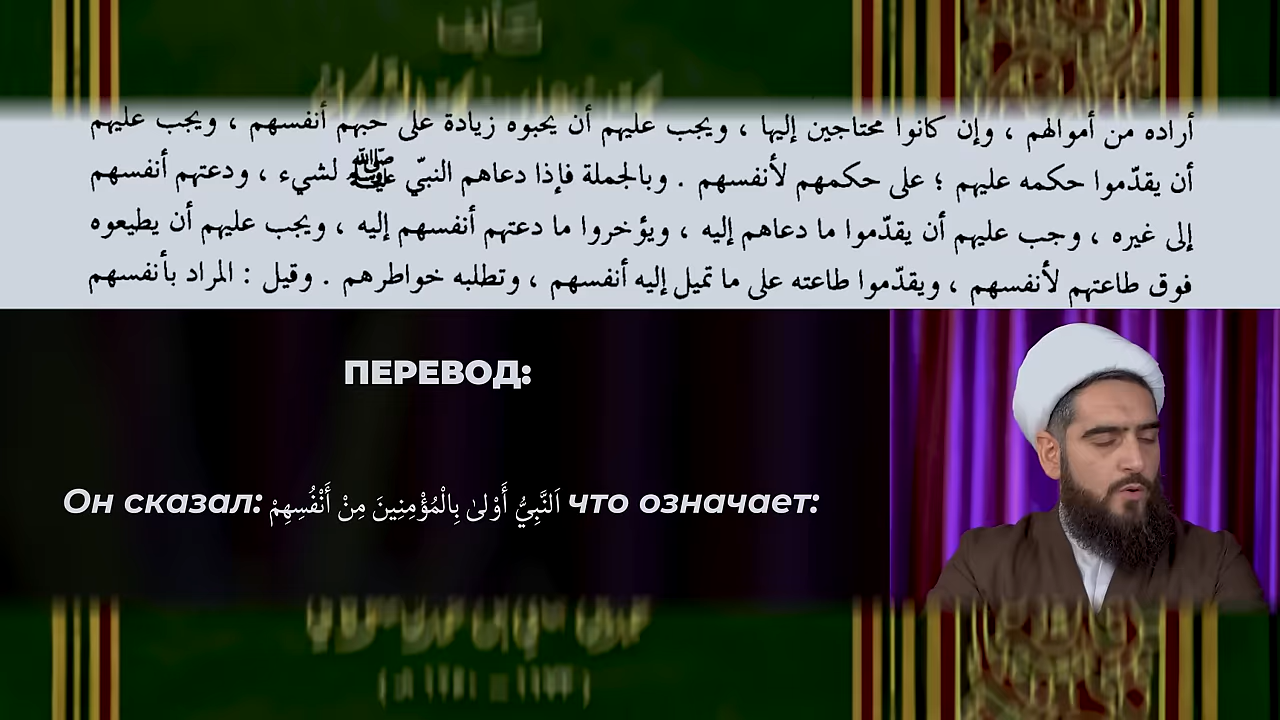 أراده من أموالهم ، وإن كانوا محتاجين إليها ، ويجب عليهم أن يحبوه زيادة على حبهم أنفسهم ، ويجب عليهم
أن يقدّموا حكمه عليهم ؛ على حكمهم لأنفسهم . وبالجملة فإذا دعاهم النبيّ ﷺ لشيء ، ودعتهم أنفسهم
إلى غيره ، وجب عليهم أن يقدّموا ما دعاهم إليه ، ويؤخروا ما دعتهم أنفسهم إليه ، ويجب عليهم أن يطيعوه
فوق طاعتهم لأنفسهم ، ويقدّموا طاعته على ما تميل إليه أنفسهم ، وتطلبه خواطرهم . وقيل : المراد بأنفسهم
ПЕРЕВОД:
Он сказал: اَلنَّبِيُّ أَوْلىٰ بِالْمُؤْمِنِينَ مِنْ أَنْفُسِهِمْ что означает: